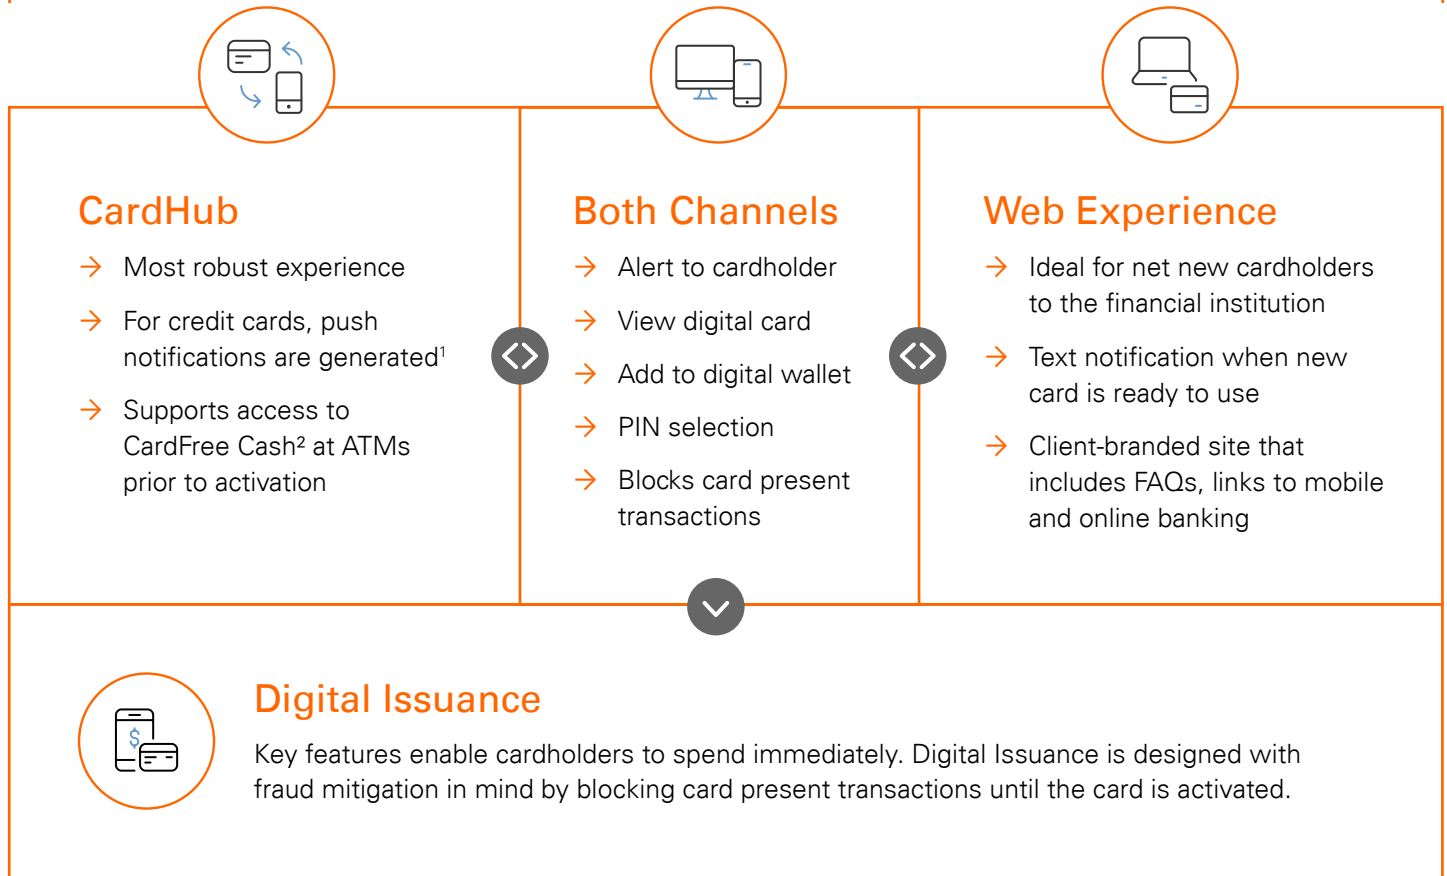 CardHub
Most robust experience
For credit cards, push
notifications are generated¹
Supports access to
CardFree Cash² at ATMs
prior to activation
Both Channels
Alert to cardholder
View digital card
Add to digital wallet
PIN selection
Blocks card present
transactions
Web Experience
Ideal for net new cardholders
to the financial institution
Text notification when new
card is ready to use
Client-branded site that
includes FAQs, links to mobile
and online banking
$
Digital Issuance
Key features enable cardholders to spend immediately. Digital Issuance is designed with
fraud mitigation in mind by blocking card present transactions until the card is activated.